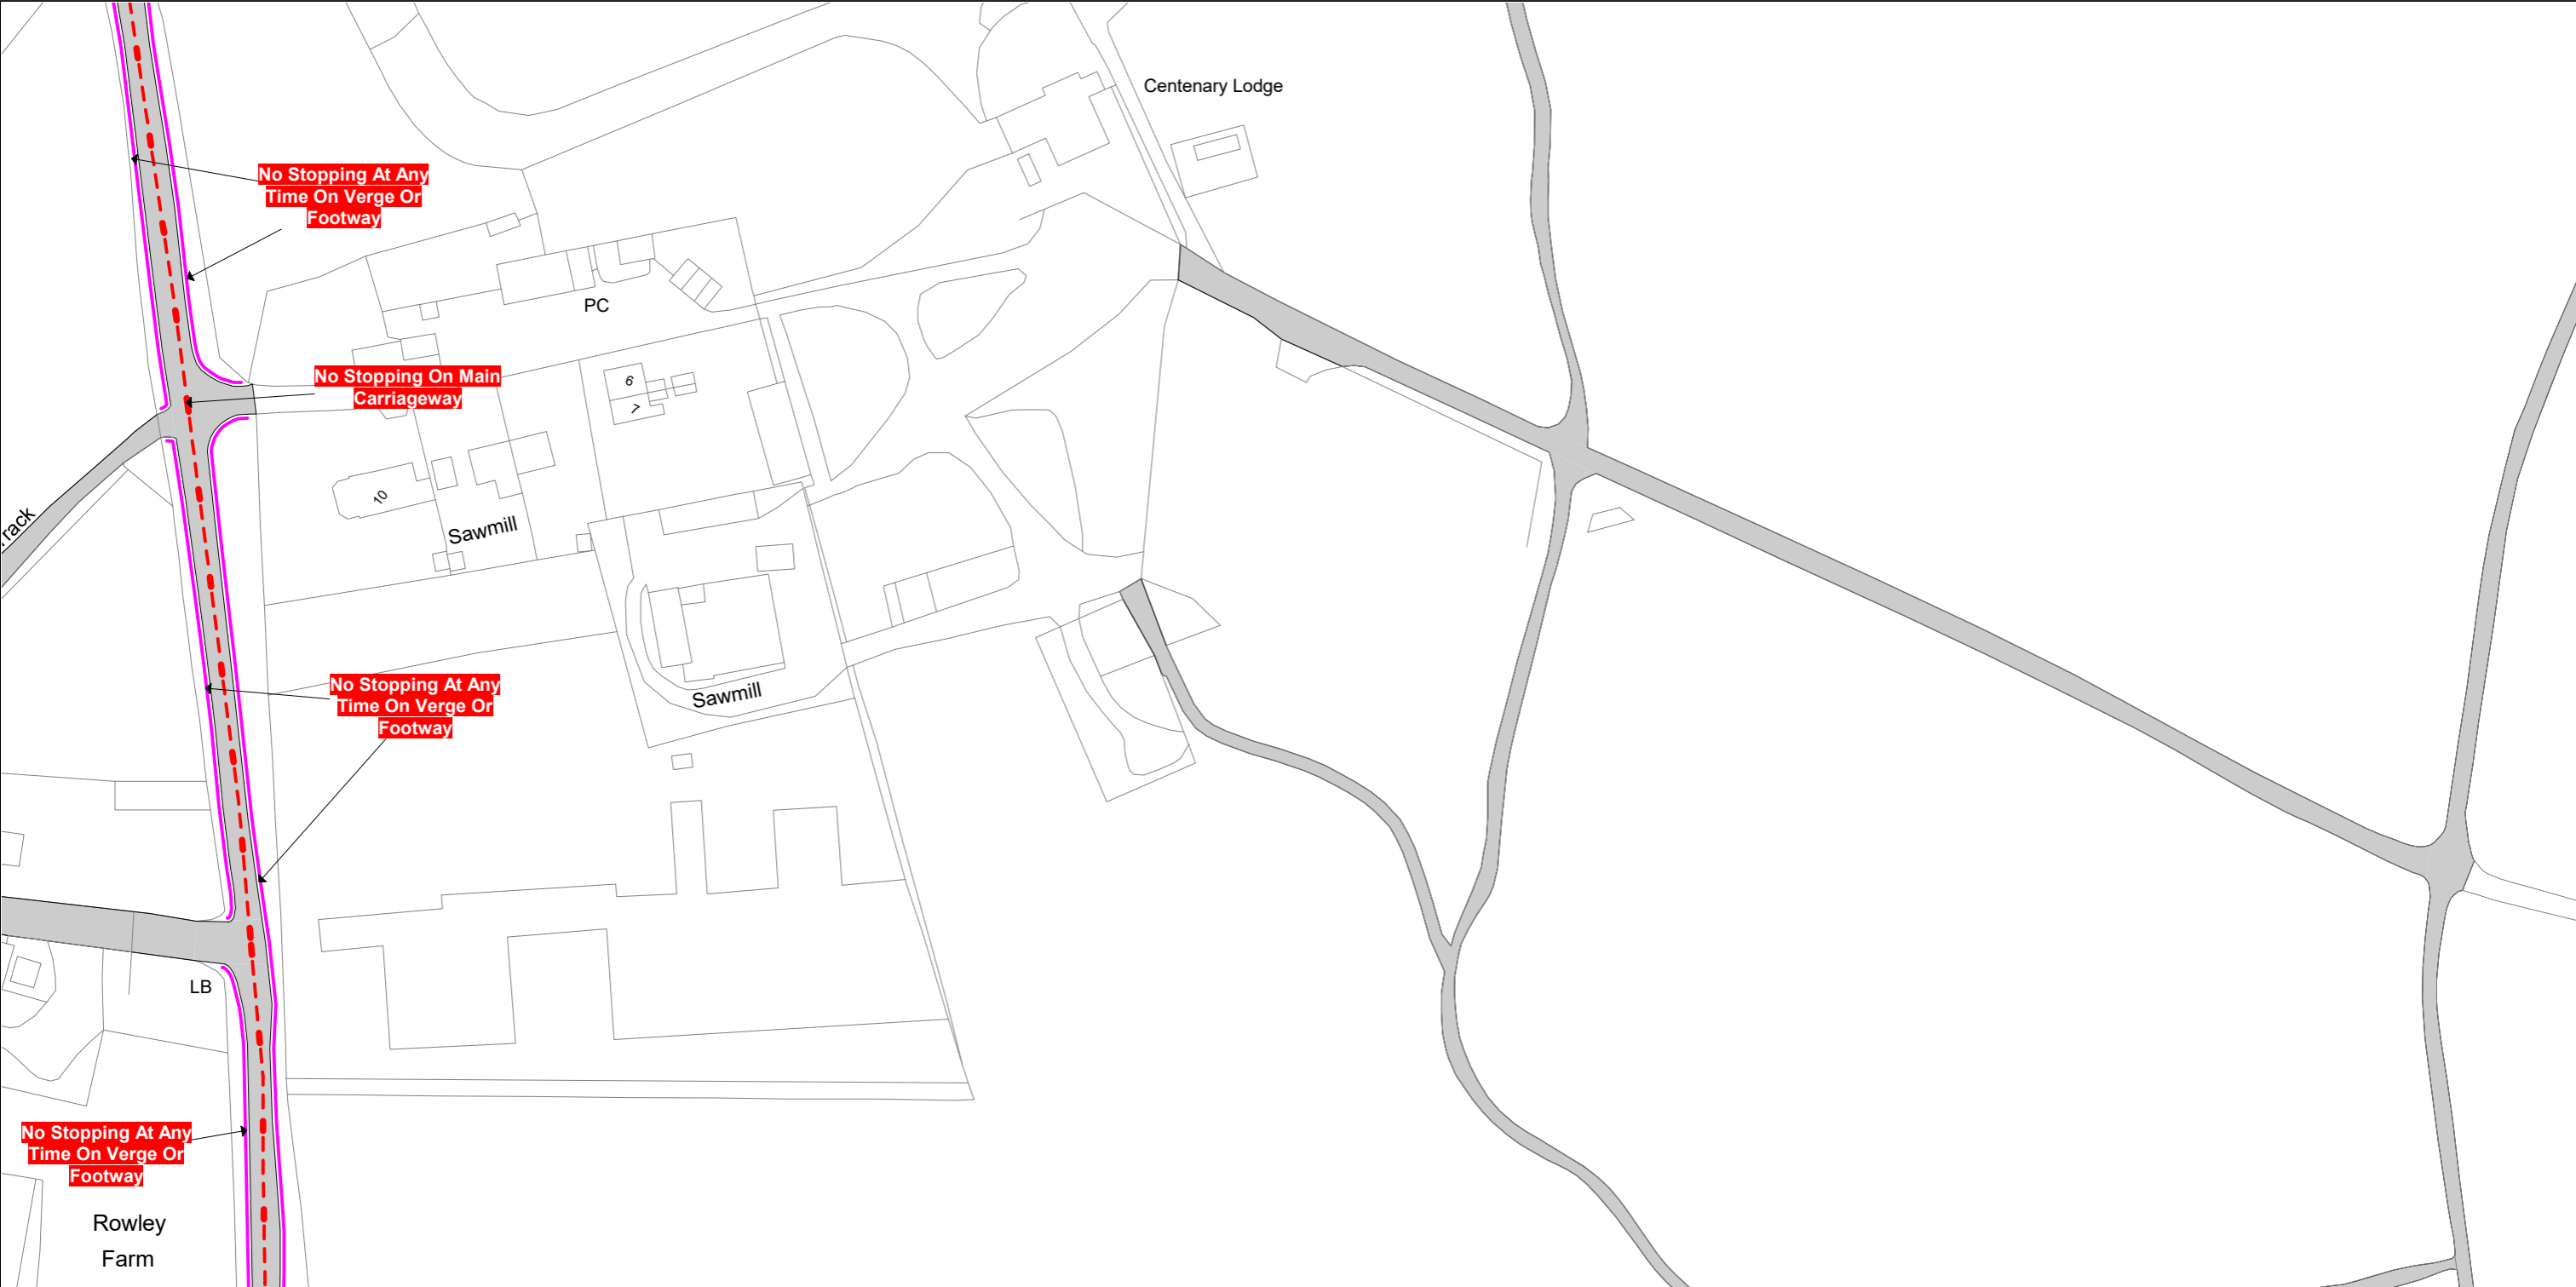 Centenary Lodge
No Stopping At Any
Time On Verge Or
Footway
PC
No Stopping On Main
Carriageway
6
7
10
Sawmill
rack
No Stopping At Any
Time On Verge Or
Footway
Sawmill
LB
No Stopping At Any
Time On Verge Or
Footway
Rowley
Farm